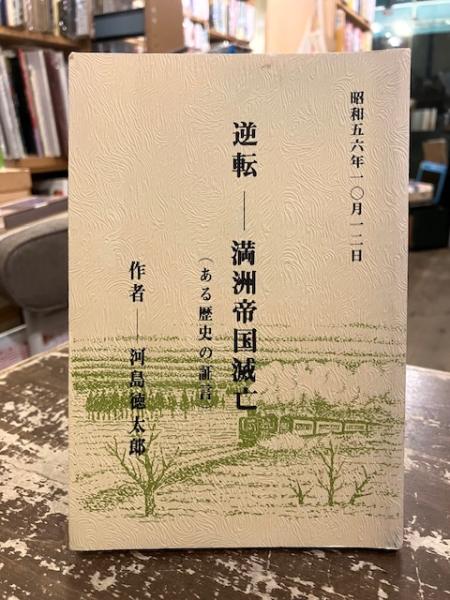 昭和五六年一〇月一二日
逆転──満洲帝国滅亡
（ある歴史の証言）
作者──河島徳太郎